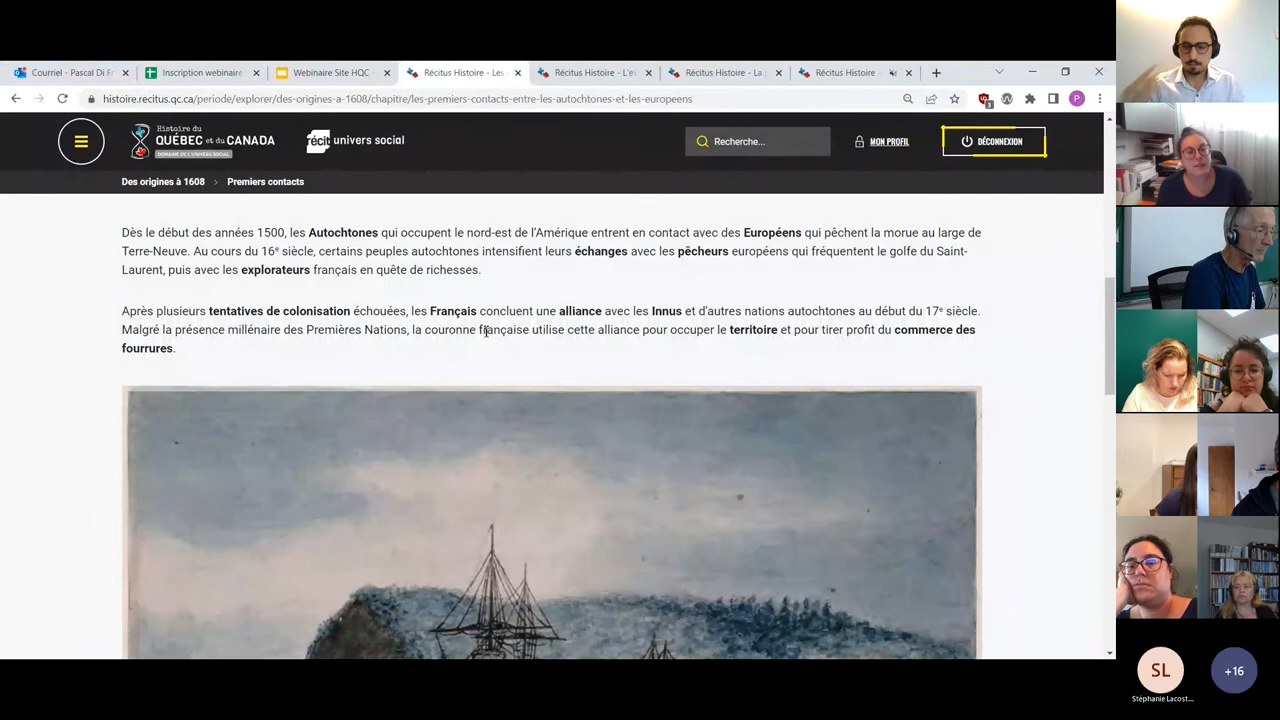 Courriel - Pascal Di Fr
Inscription webinaire
Webinaire Site HQC
Récitus Histoire - Les
Récitus Histoire - L'e
Récitus Histoire - La
Récitus Histoire
histoire.recitus.qc.ca/periode/explorer/des-origines-a-1608/chapitre/les-premiers-contacts-entre-les-autochtones-et-les-europeens
P
Histoire du
QUÉBEC et du CANADA
DOMAINE DE L'UNIVERS SOCIAL
récit univers social
Recherche...
MON PROFIL
DÉCONNEXION
Des origines à 1608 > Premiers contacts
Dès le début des années 1500, les Autochtones qui occupent le nord-est de l'Amérique entrent en contact avec des Européens qui pêchent la morue au large de
Terre-Neuve. Au cours du 16e siècle, certains peuples autochtones intensifient leurs échanges avec les pêcheurs européens qui fréquentent le golfe du Saint-
Laurent, puis avec les explorateurs français en quête de richesses.
Après plusieurs tentatives de colonisation échouées, les Français concluent une alliance avec les Innus et d'autres nations autochtones au début du 17e siècle.
Malgré la présence millénaire des Premières Nations, la couronne française utilise cette alliance pour occuper le territoire et pour tirer profit du commerce des
fourrures.
SL
Stéphanie Lacost...
+16